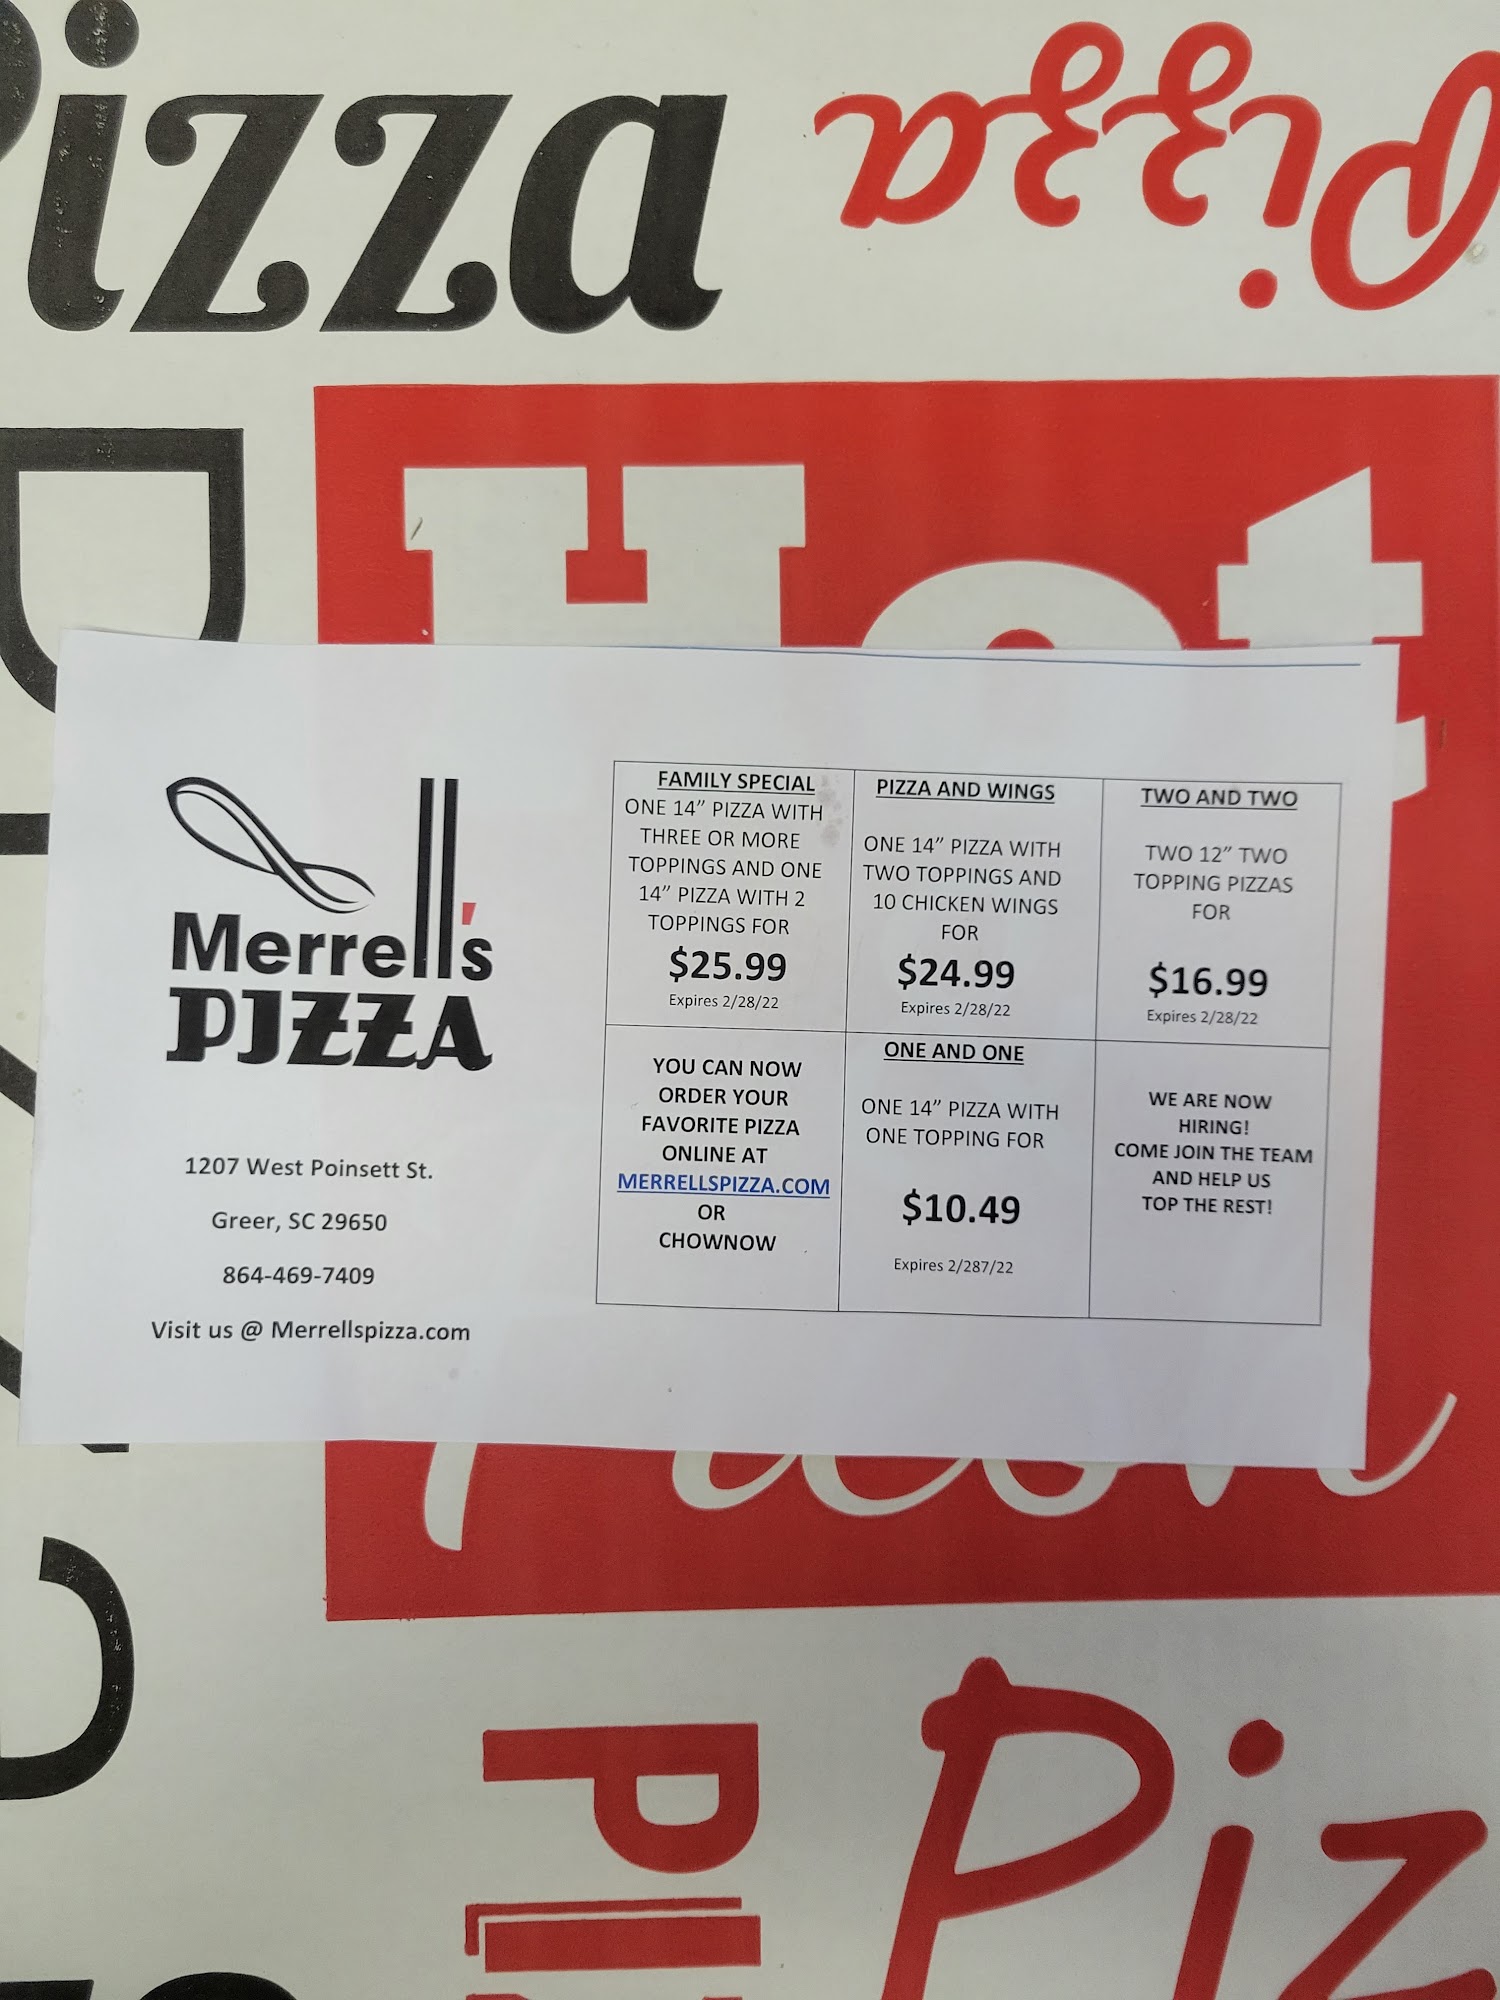 Pizza
Pizza
Hot
Merrell's
PIZZA
1207 West Poinsett St.
Greer, SC 29650
864-469-7409
Visit us @ Merrellspizza.com
FAMILY SPECIAL
ONE 14” PIZZA WITH
THREE OR MORE
TOPPINGS AND ONE
14” PIZZA WITH 2
TOPPINGS FOR
$25.99
Expires 2/28/22
PIZZA AND WINGS
ONE 14” PIZZA WITH
TWO TOPPINGS AND
10 CHICKEN WINGS
FOR
$24.99
Expires 2/28/22
TWO AND TWO
TWO 12” TWO
TOPPING PIZZAS
FOR
$16.99
Expires 2/28/22
YOU CAN NOW
ORDER YOUR
FAVORITE PIZZA
ONLINE AT
MERRELLSPIZZA.COM
OR
CHOWNOW
ONE AND ONE
ONE 14” PIZZA WITH
ONE TOPPING FOR
$10.49
Expires 2/287/22
WE ARE NOW
HIRING!
COME JOIN THE TEAM
AND HELP US
TOP THE REST!
Piz